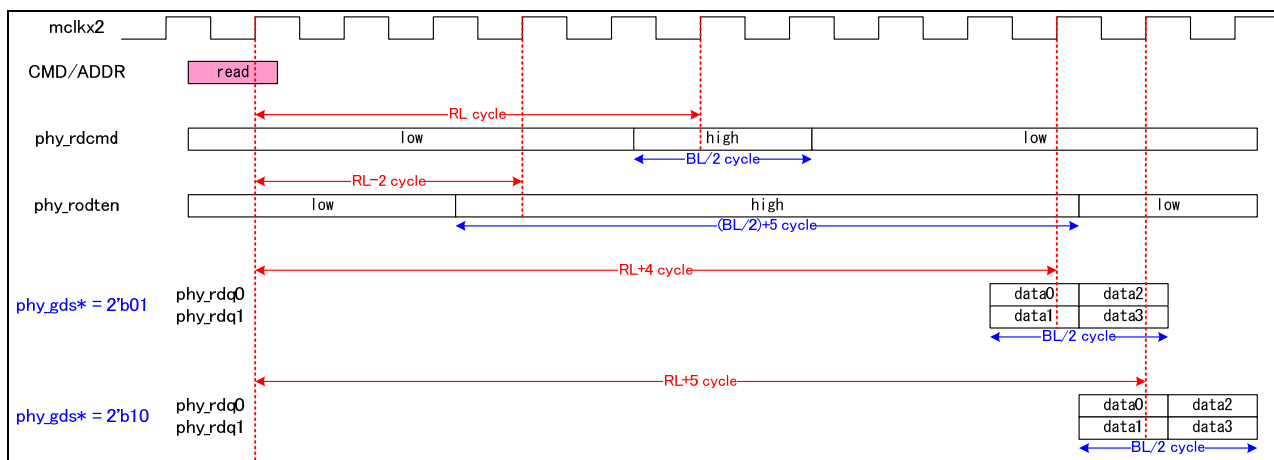 mclkx2
CMD/ADDR read
RL cycle
phy_rdcmd low high low
BL/2 cycle
RL-2 cycle
phy_rodten low high low
(BL/2)+5 cycle
RL+4 cycle
phy_gds* = 2'b01
phy_rdq0 data0 data2
phy_rdq1 data1 data3
BL/2 cycle
RL+5 cycle
phy_gds* = 2'b10
phy_rdq0 data0 data2
phy_rdq1 data1 data3
BL/2 cycle